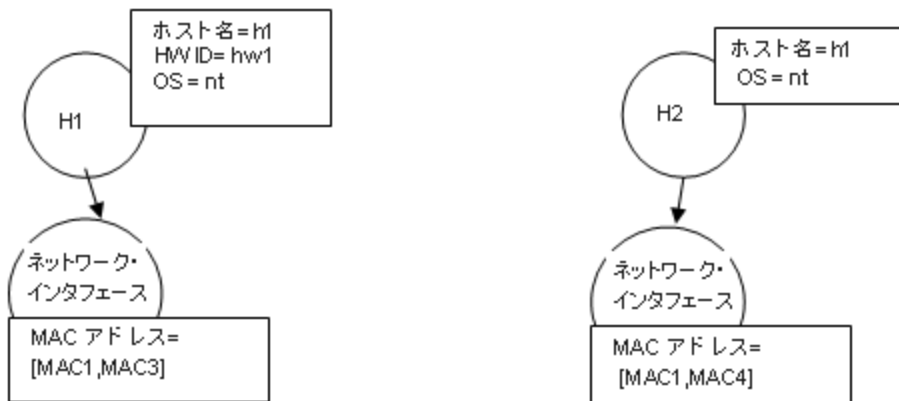 ホスト名=h1
HW ID= hw1
OS = nt
H1
ネットワーク・
インタフェース
MAC アドレス=
[MAC1,MAC3]
ホスト名=h1
OS = nt
H2
ネットワーク・
インタフェース
MAC アドレス=
[MAC1,MAC4]